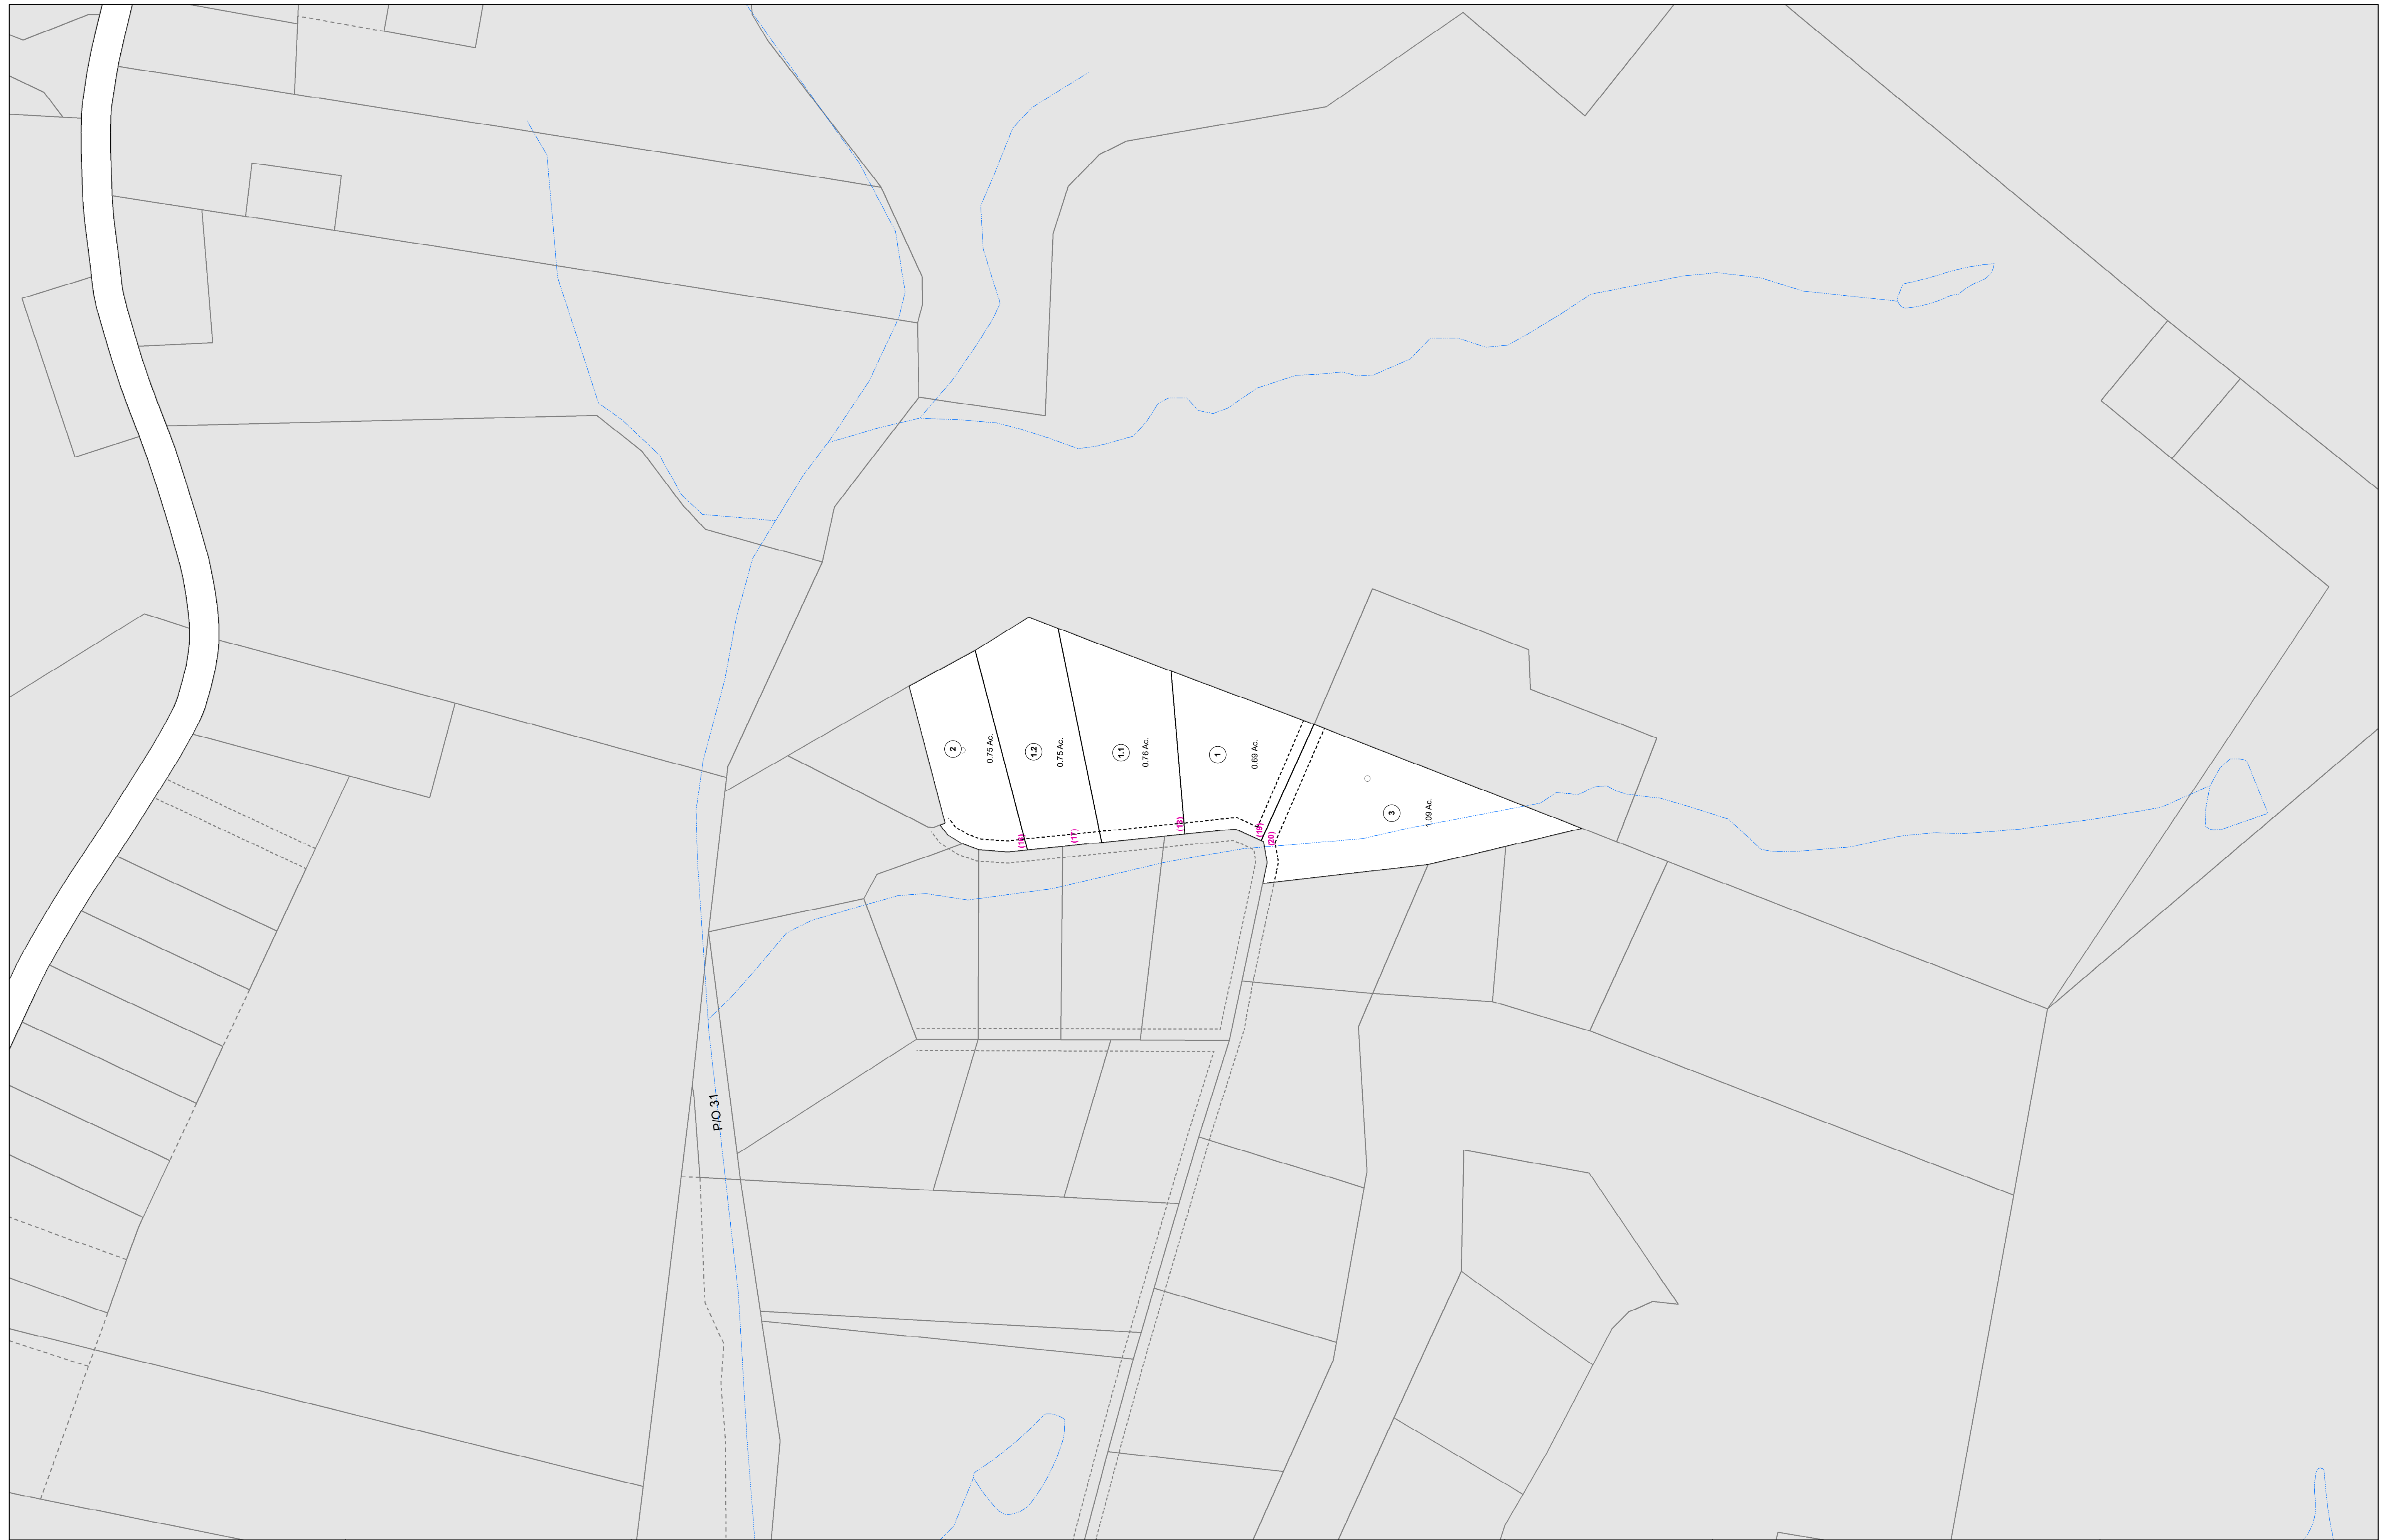 2
0.75 Ac.
1.2
0.75 Ac.
1.1
0.76 Ac.
1
0.69 Ac.
3
1.09 Ac.
(16)
(17)
(18)
(19)
(20)
P/O 31